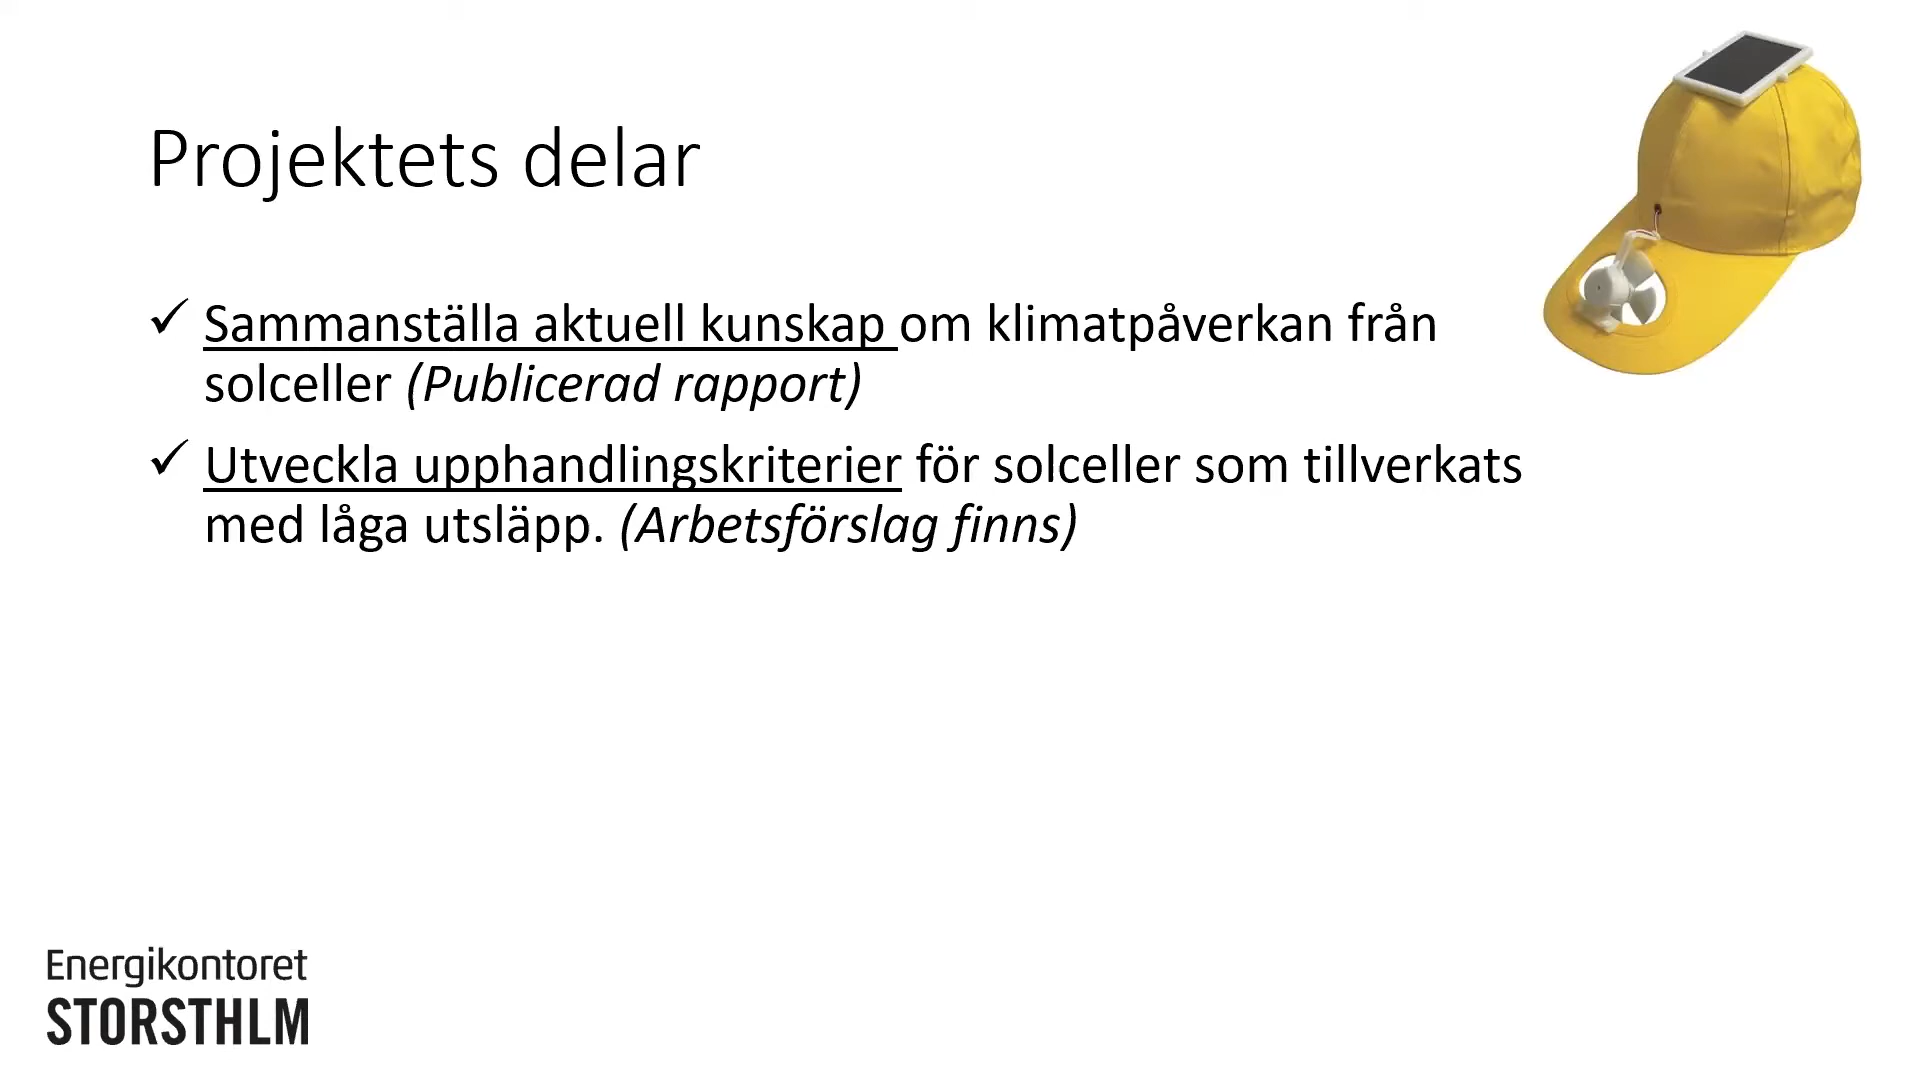 Projektets delar
✓ Sammanställa aktuell kunskap om klimatpåverkan från
solceller (Publicerad rapport)
✓ Utveckla upphandlingskriterier för solceller som tillverkats
med låga utsläpp. (Arbetsförslag finns)
Energikontoret
STORSTHLM